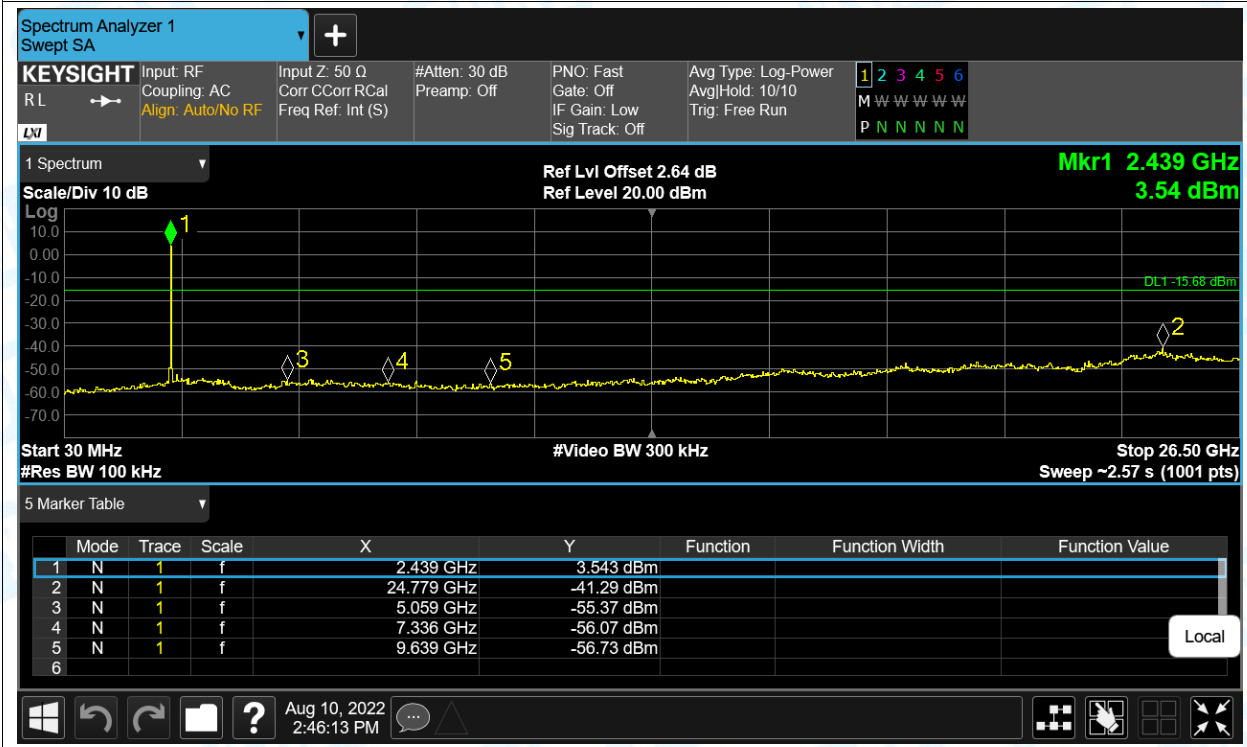 Spectrum Analyzer 1
Swept SA
KEYSIGHT
R L
LXI
Input: RF
Coupling: AC
Align: Auto/No RF
Input Z: 50 Ω
Corr CCorr RCal
Freq Ref: Int (S)
#Atten: 30 dB
Preamp: Off
PNO: Fast
Gate: Off
IF Gain: Low
Sig Track: Off
Avg Type: Log-Power
Avg|Hold: 10/10
Trig: Free Run
1 2 3 4 5 6
M W W W W W
P N N N N N
1 Spectrum
Scale/Div 10 dB
Ref Lvl Offset 2.64 dB
Ref Level 20.00 dBm
Mkr1 2.439 GHz
3.54 dBm
Log
10.0
0.00
-10.0
-20.0
-30.0
-40.0
-50.0
-60.0
-70.0
1
DL1 -15.68 dBm
2
3
4
5
Start 30 MHz
#Res BW 100 kHz
#Video BW 300 kHz
Stop 26.50 GHz
Sweep ~2.57 s (1001 pts)
5 Marker Table
Mode Trace Scale X Y Function Function Width Function Value
1 N 1 f 2.439 GHz 3.543 dBm
2 N 1 f 24.779 GHz -41.29 dBm
3 N 1 f 5.059 GHz -55.37 dBm
4 N 1 f 7.336 GHz -56.07 dBm
5 N 1 f 9.639 GHz -56.73 dBm
6
Local
?
Aug 10, 2022
2:46:13 PM